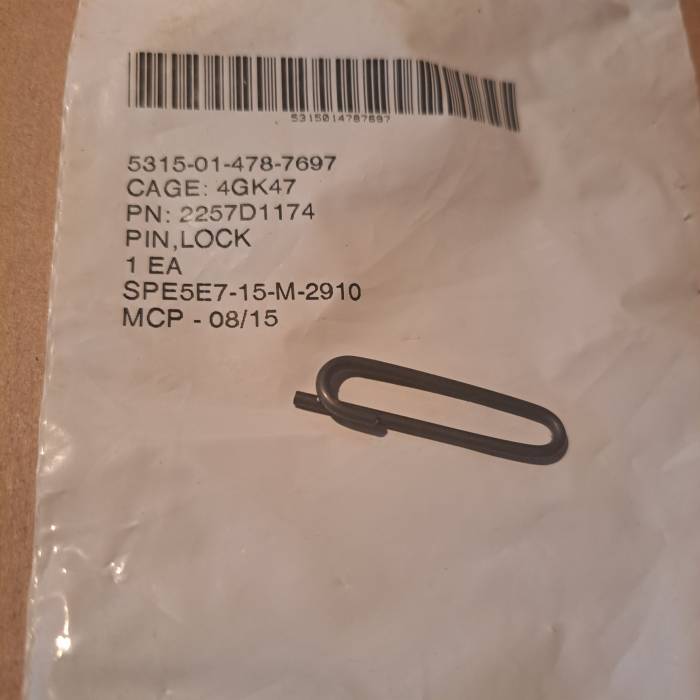 5315014787697
5315-01-478-7697
CAGE: 4GK47
PN: 2257D1174
PIN,LOCK
1 EA
SPE5E7-15-M-2910
MCP - 08/15